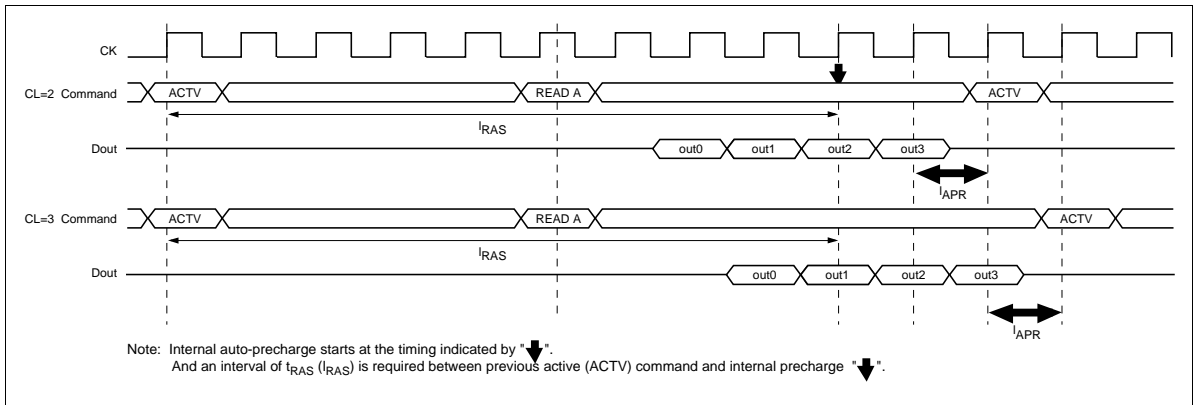 CK
CL=2 Command ACTV READ A ACTV
lRAS
Dout out0 out1 out2 out3
lAPR
CL=3 Command ACTV READ A ACTV
lRAS
Dout out0 out1 out2 out3
lAPR
Note: Internal auto-precharge starts at the timing indicated by " ".
And an interval of tRAS (lRAS) is required between previous active (ACTV) command and internal precharge " ".